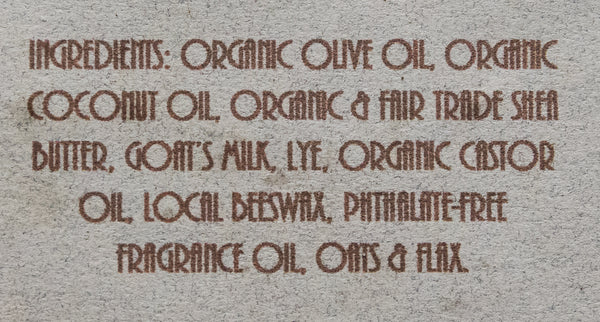 INGREDIENTS: ORGANIC OLIVE OIL, ORGANIC
COCONUT OIL, ORGANIC & FAIR TRADE SHEA
BUTTER, GOAT'S MILK, LYE, ORGANIC CASTOR
OIL, LOCAL BEESWAX, PHTHALATE-FREE
FRAGRANCE OIL, OATS & FLAX.